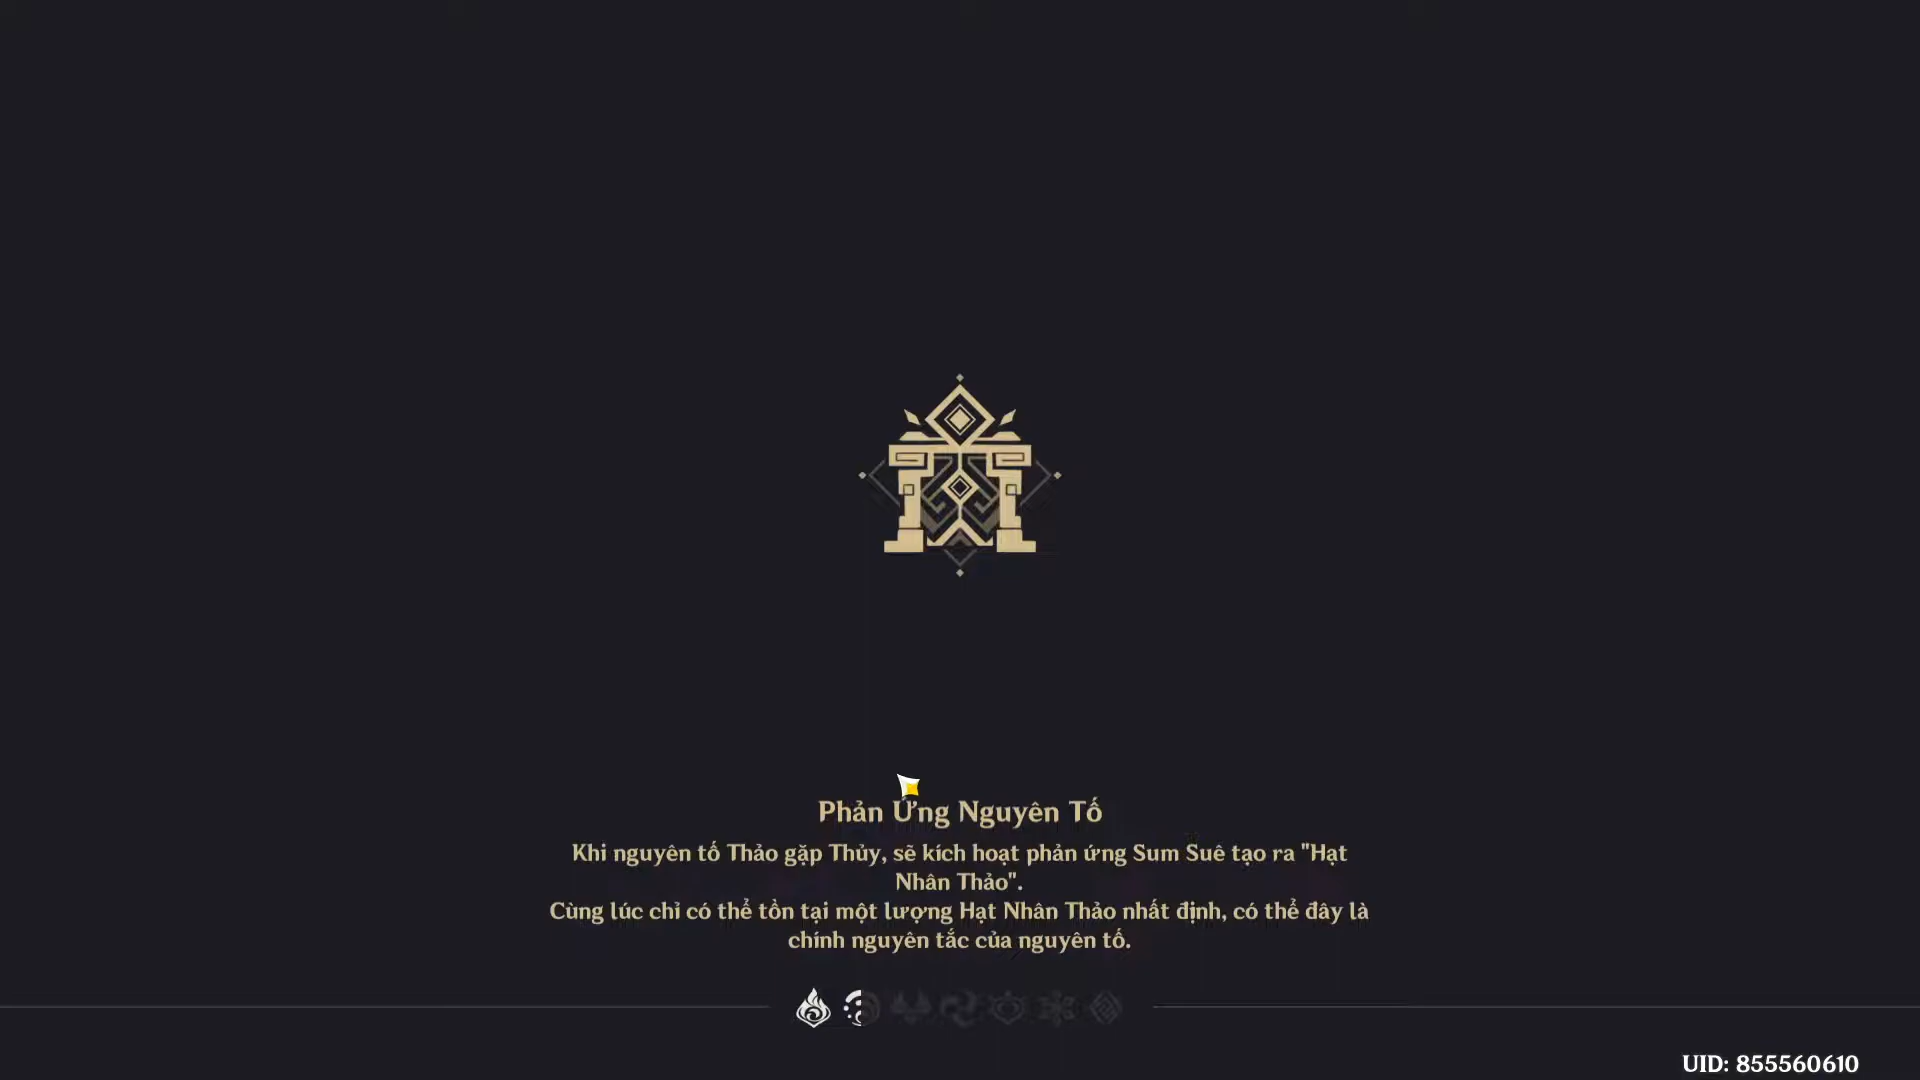 Phản Ứng Nguyên Tố
Khi nguyên tố Thảo gặp Thủy, sẽ kích hoạt phản ứng Sum Suê tạo ra "Hạt
Nhân Thảo".
Cùng lúc chỉ có thể tồn tại một lượng Hạt Nhân Thảo nhất định, có thể đây là
chính nguyên tắc của nguyên tố.
UID: 855560610